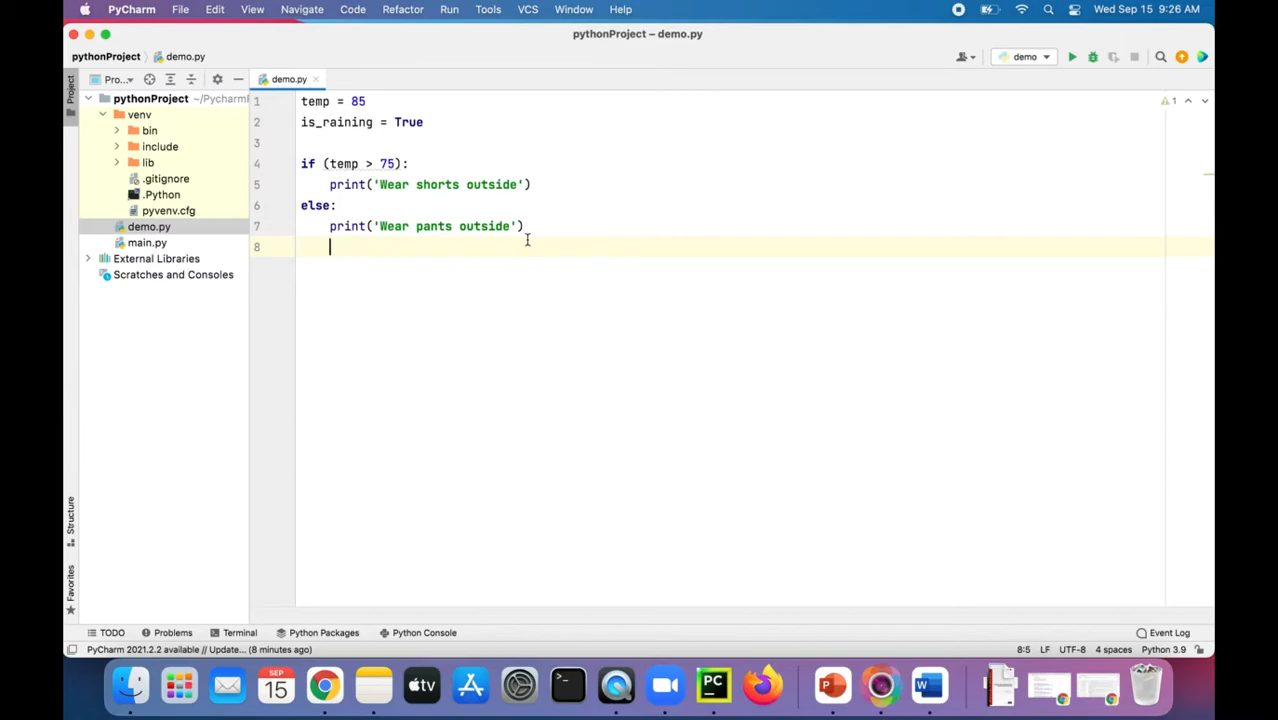 PyCharm File Edit View Navigate Code Refactor Run Tools VCS Window Help Wed Sep 15 9:26 AM
pythonProject – demo.py
pythonProject demo.py demo
Project
Pro... demo.py
pythonProject ~/PycharmP
venv
bin
include
lib
.gitignore
.Python
pyvenv.cfg
demo.py
main.py
External Libraries
Scratches and Consoles
1 temp = 85
2 is_raining = True
3
4 if (temp > 75):
5 print('Wear shorts outside')
6 else:
7 print('Wear pants outside')
8
1
Structure
Favorites
TODO Problems Terminal Python Packages Python Console Event Log
PyCharm 2021.2.2 available // Update... (8 minutes ago) 8:5 LF UTF-8 4 spaces Python 3.9
SEP
15
tv
PC
P
W